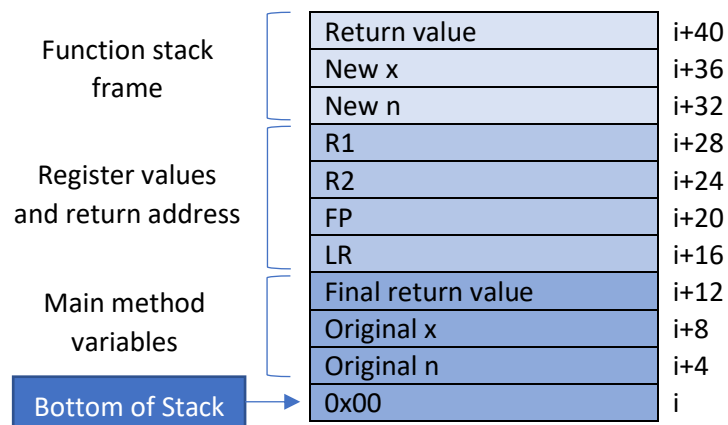 Function stack
frame
Register values
and return address
Main method
variables
Bottom of Stack
Return value i+40
New x i+36
New n i+32
R1 i+28
R2 i+24
FP i+20
LR i+16
Final return value i+12
Original x i+8
Original n i+4
0x00 i